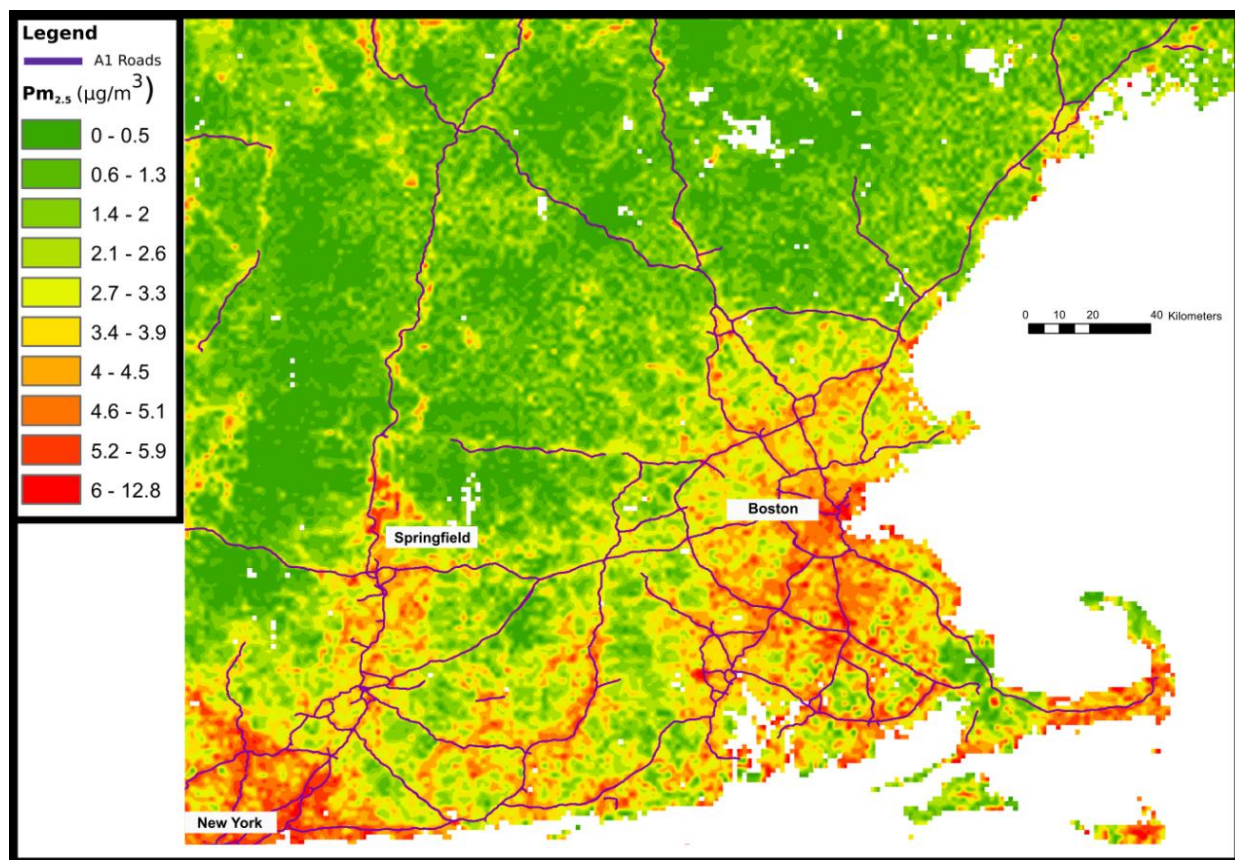 Legend
A1 Roads
Pm2.5 (µg/m3)
0 - 0.5
0.6 - 1.3
1.4 - 2
2.1 - 2.6
2.7 - 3.3
3.4 - 3.9
4 - 4.5
4.6 - 5.1
5.2 - 5.9
6 - 12.8
0 10 20 40 Kilometers
Boston
Springfield
New York